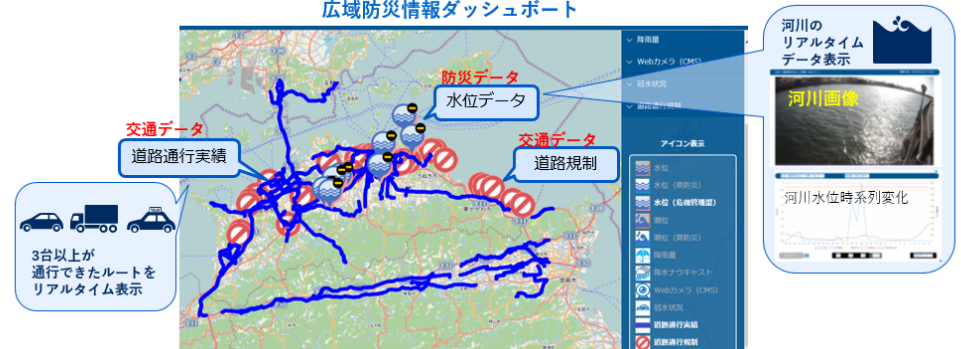 広域防災情報ダッシュボート
降雨量
Webカメラ（CMS）
冠水状況
道路通行規制
防災データ
水位データ
交通データ
道路通行実績
交通データ
道路規制
3台以上が
通行できたルートを
リアルタイム表示
アイコン表示
水位
水位（県防災）
水位（危機管理型）
潮位
潮位（県防災）
降雨量
降水ナウキャスト
Webカメラ（CMS）
冠水状況
道路通行実績
道路通行規制
河川の
リアルタイム
データ表示
河川画像
河川水位時系列変化